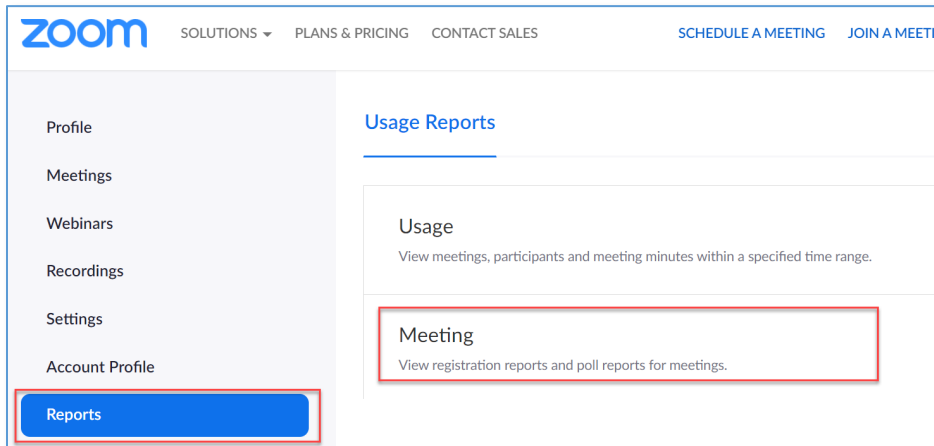 zoom SOLUTIONS PLANS & PRICING CONTACT SALES SCHEDULE A MEETING JOIN A MEETI
Profile
Meetings
Webinars
Recordings
Settings
Account Profile
Reports
Usage Reports
Usage
View meetings, participants and meeting minutes within a specified time range.
Meeting
View registration reports and poll reports for meetings.